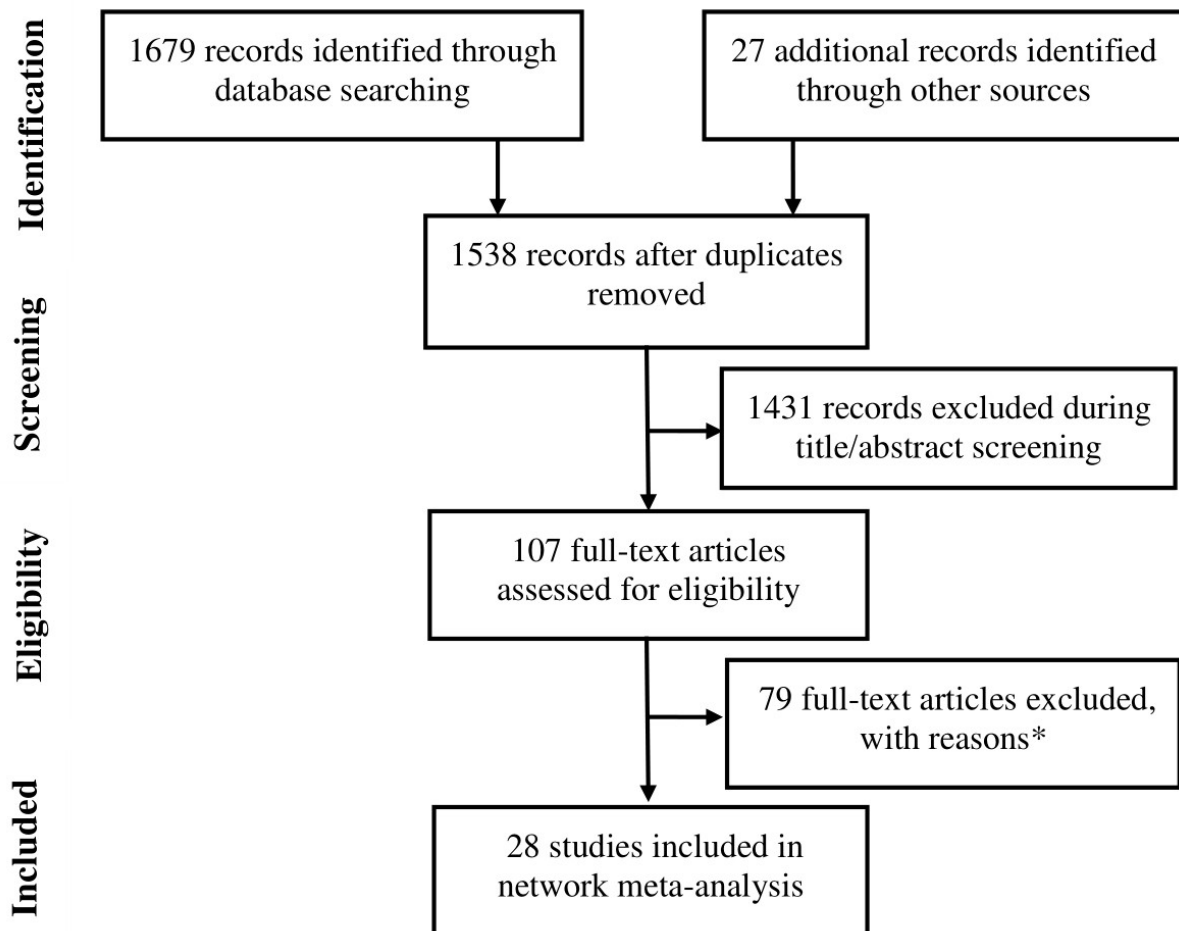 Identification
1679 records identified through
database searching
27 additional records identified
through other sources
Screening
1538 records after duplicates
removed
1431 records excluded during
title/abstract screening
Eligibility
107 full-text articles
assessed for eligibility
79 full-text articles excluded,
with reasons*
Included
28 studies included in
network meta-analysis